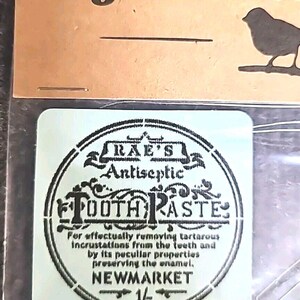 RAE'S
Antiseptic
TOOTH PASTE
For effectually removing tartarous
incrustations from the teeth and
by its peculiar properties
preserving the enamel.
NEWMARKET
1/-